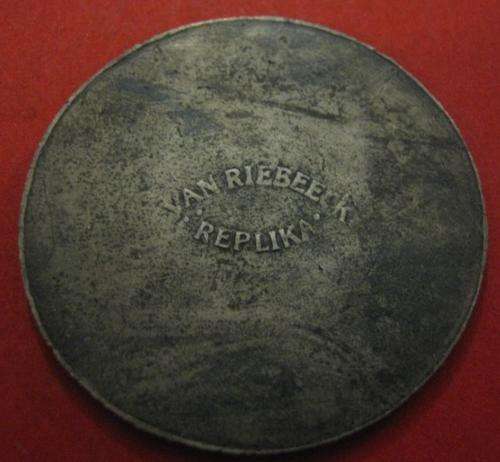 VAN RIEBEECK
· REPLIKA ·